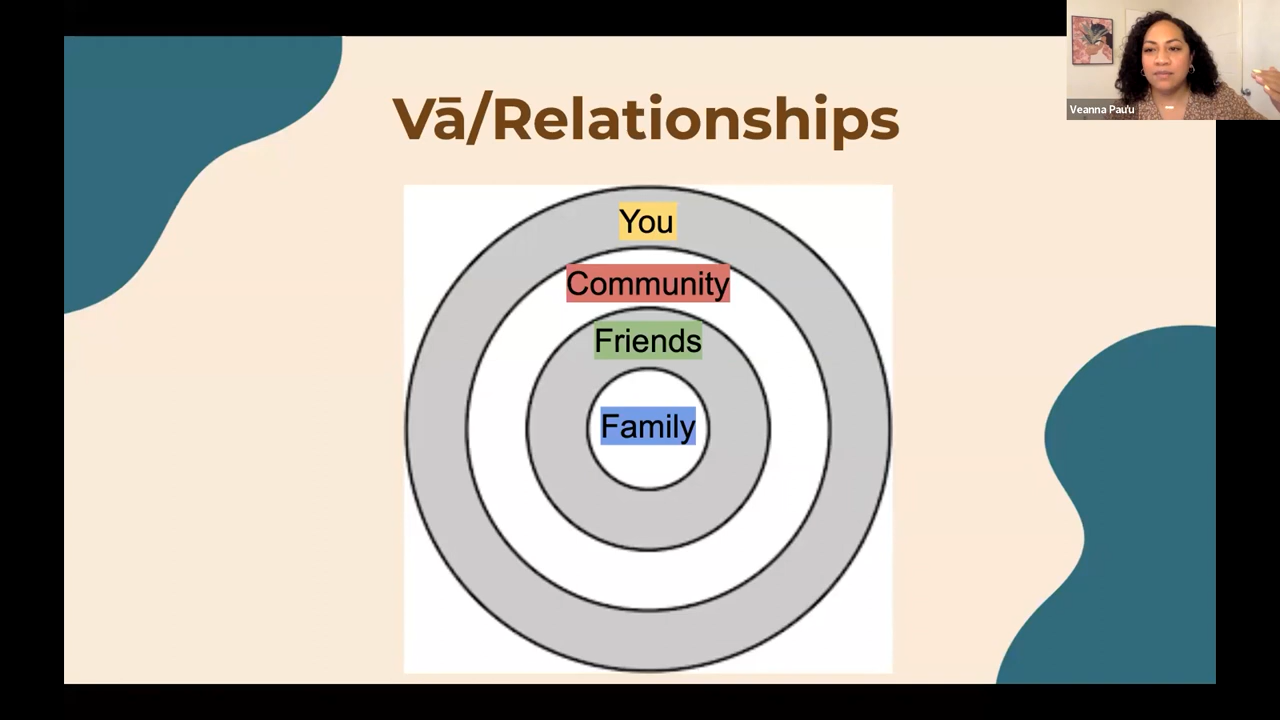 Vā/Relationships
You
Community
Friends
Family
Veanna Pau'u